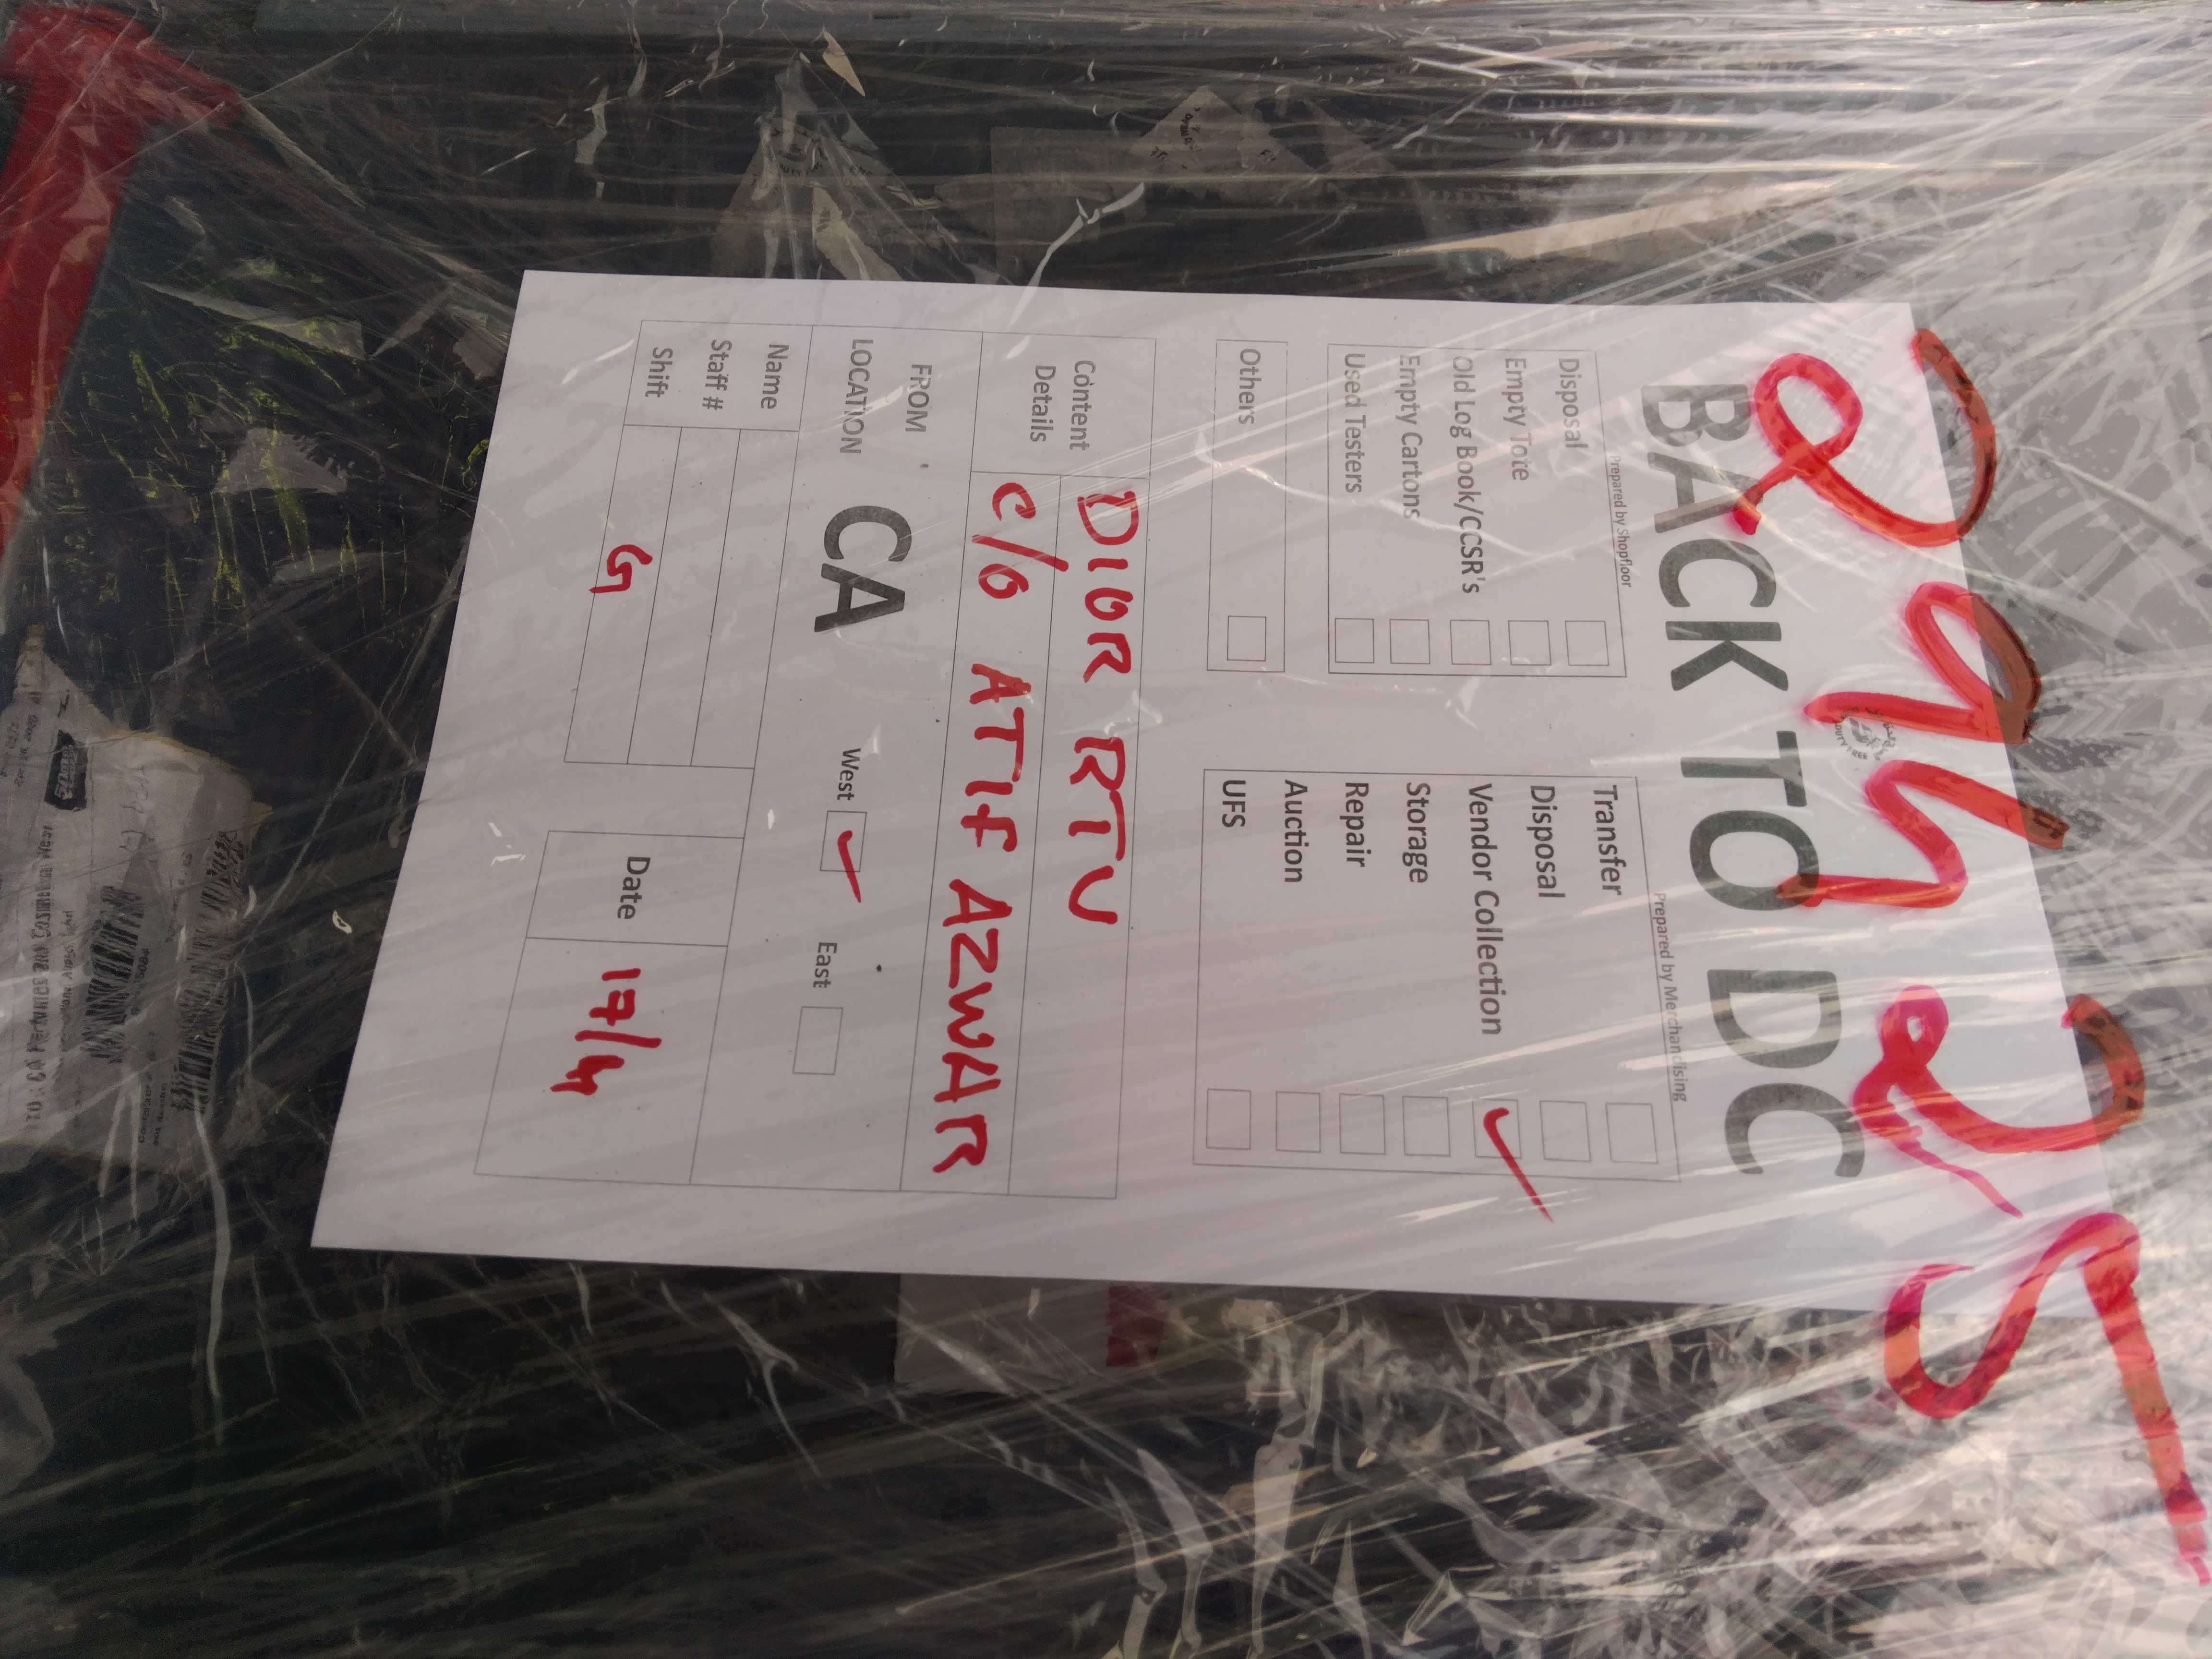 29425
BACK TO DC
Prepared by Shopfloor
Disposal
Empty Tote
Old Log Book/CCSR's
Empty Cartons
Used Testers
Others
Prepared by Merchandising
Transfer
Disposal
Vendor Collection
Storage
Repair
Auction
UFS
Content Details
DIOR RTV
C/O ATIF AZWAR
FROM LOCATION
CA
West
East
Name
Staff #
Shift
G
Date
17/4